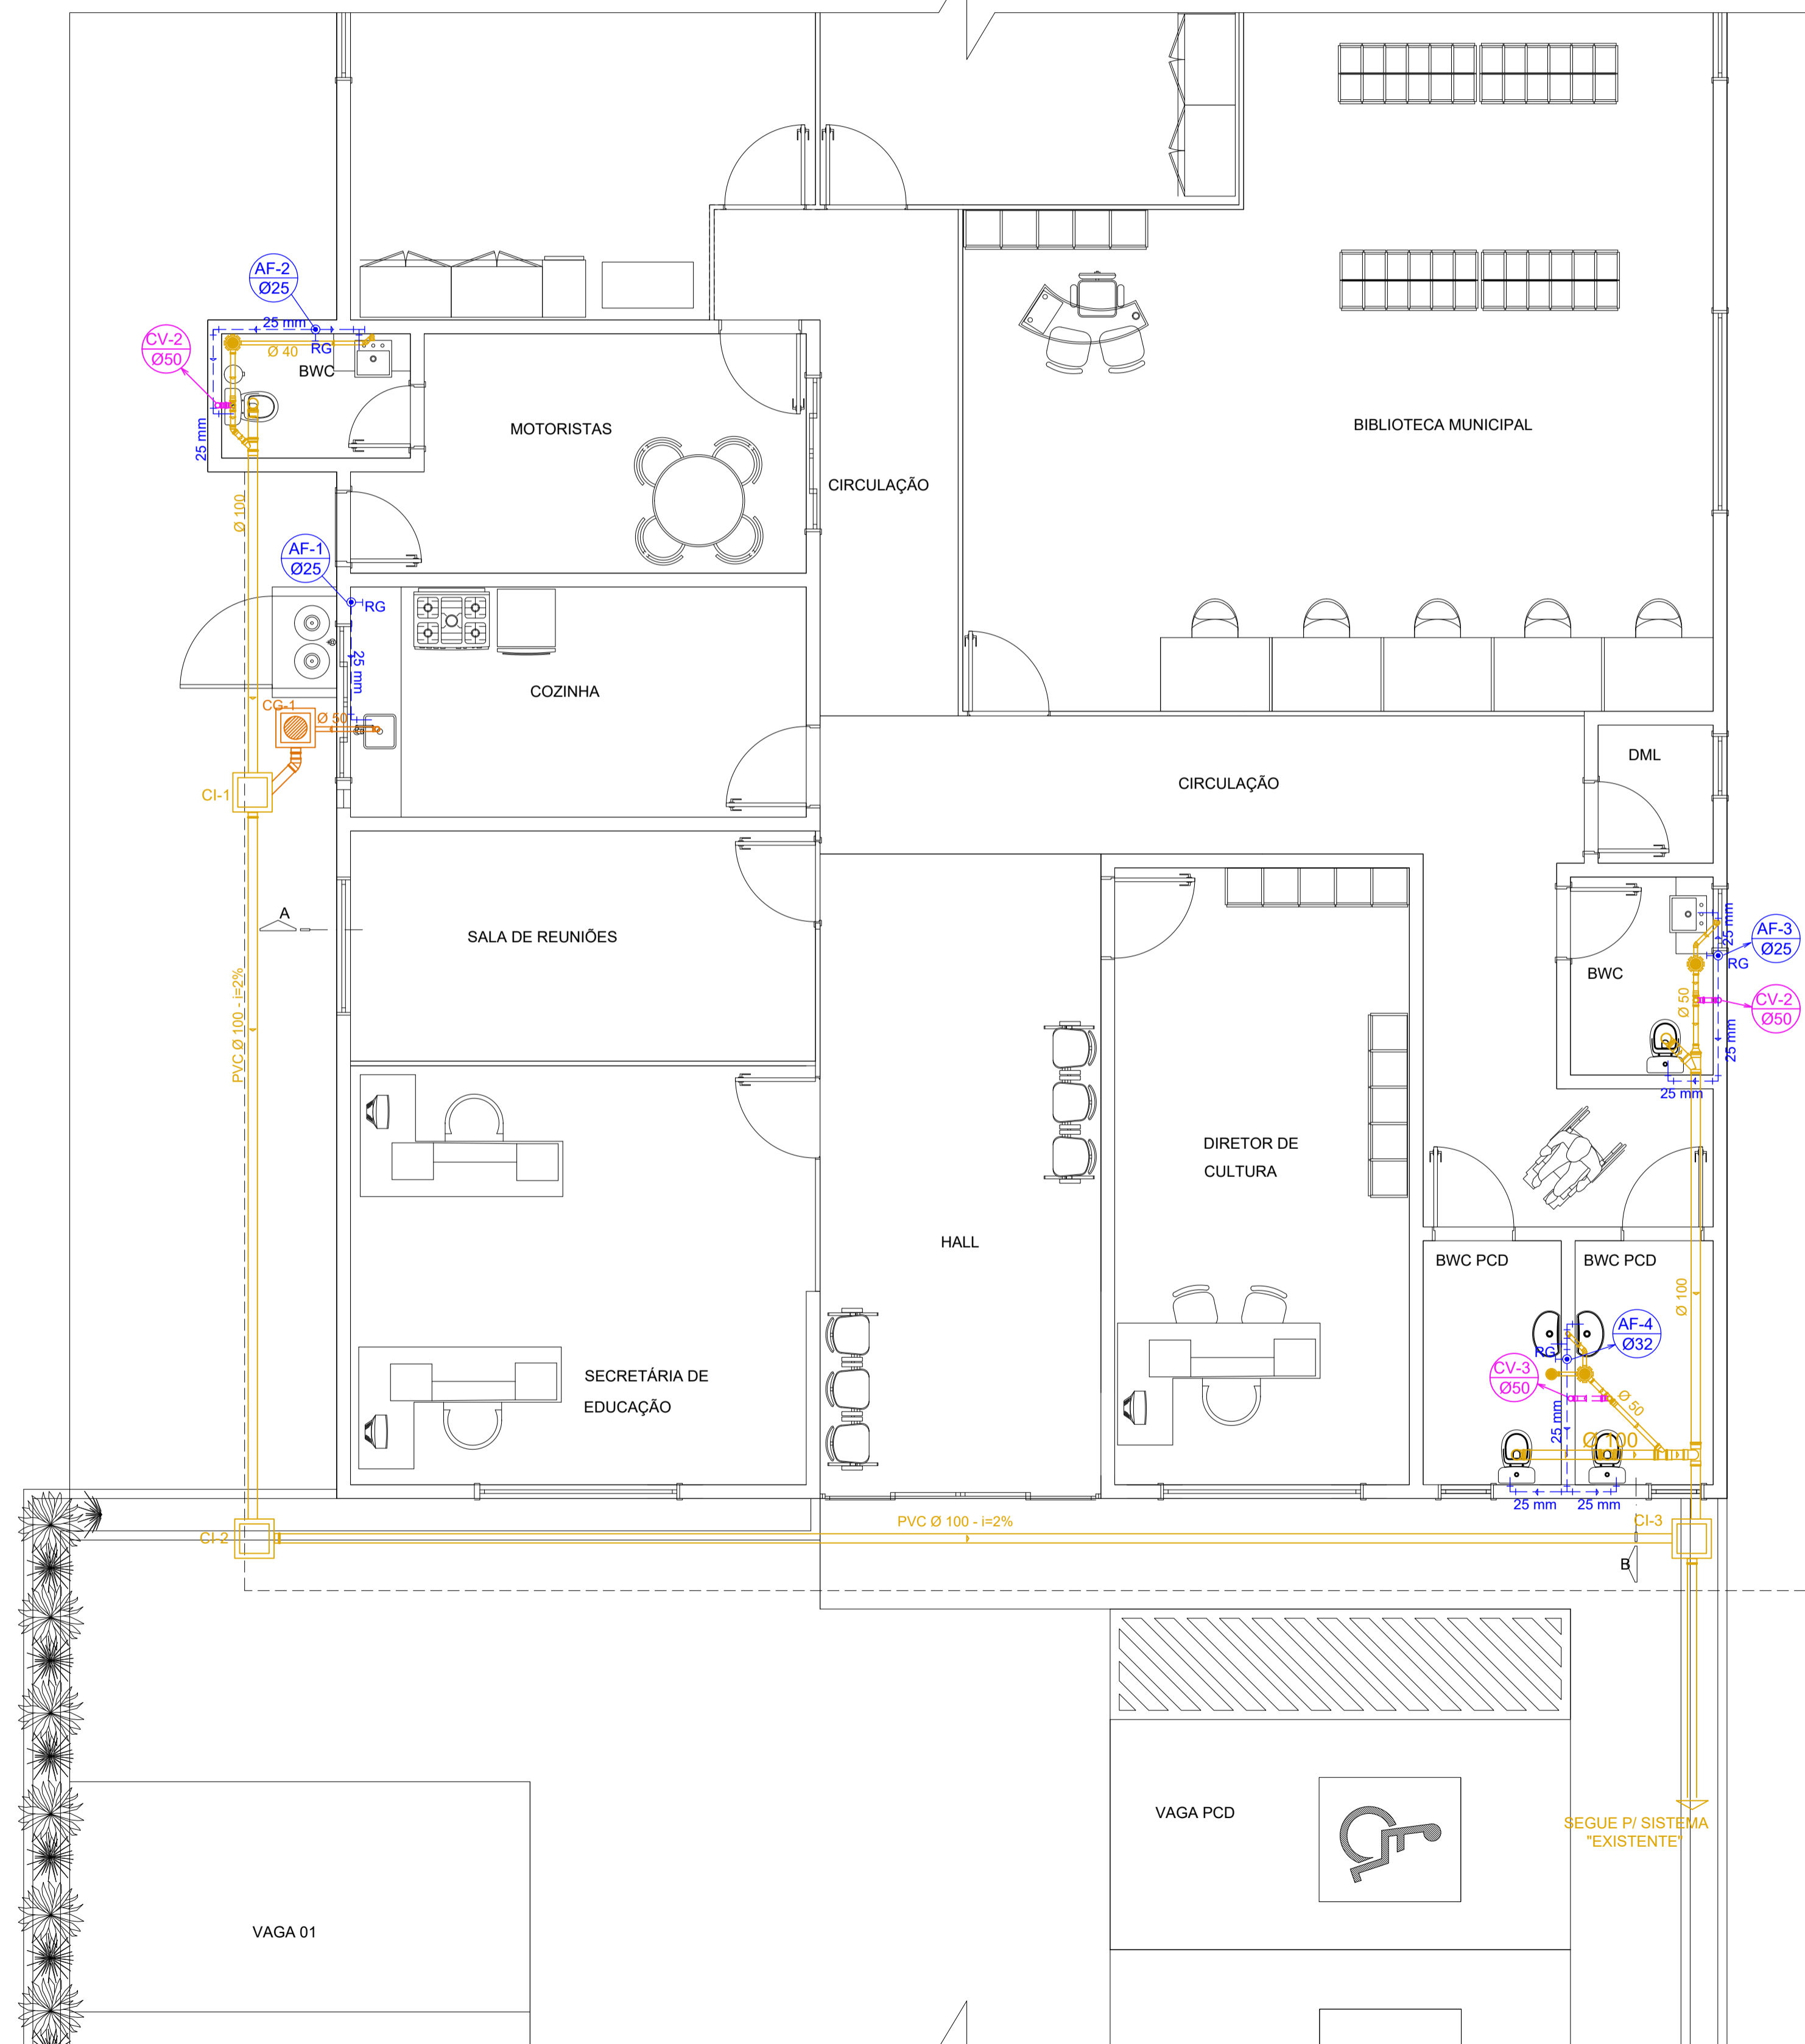 AF-2
Ø25
25 mm
CV-2
Ø50
Ø 40
RG
BWC
25 mm
MOTORISTAS
BIBLIOTECA MUNICIPAL
CIRCULAÇÃO
Ø 100
AF-1
Ø25
RG
25 mm
COZINHA
CG-1
Ø 50
CI-1
CIRCULAÇÃO
DML
A
SALA DE REUNIÕES
PVC Ø 100 - i=2%
25 mm
AF-3
Ø25
RG
BWC
Ø 50
CV-2
Ø50
25 mm
25 mm
DIRETOR DE
CULTURA
HALL
BWC PCD
BWC PCD
Ø 100
AF-4
Ø32
RG
CV-3
Ø50
SECRETÁRIA DE
EDUCAÇÃO
Ø 50
25 mm
Ø 100
25 mm
25 mm
PVC Ø 100 - i=2%
CI-3
CI-2
B
VAGA PCD
SEGUE P/ SISTEMA
"EXISTENTE"
VAGA 01